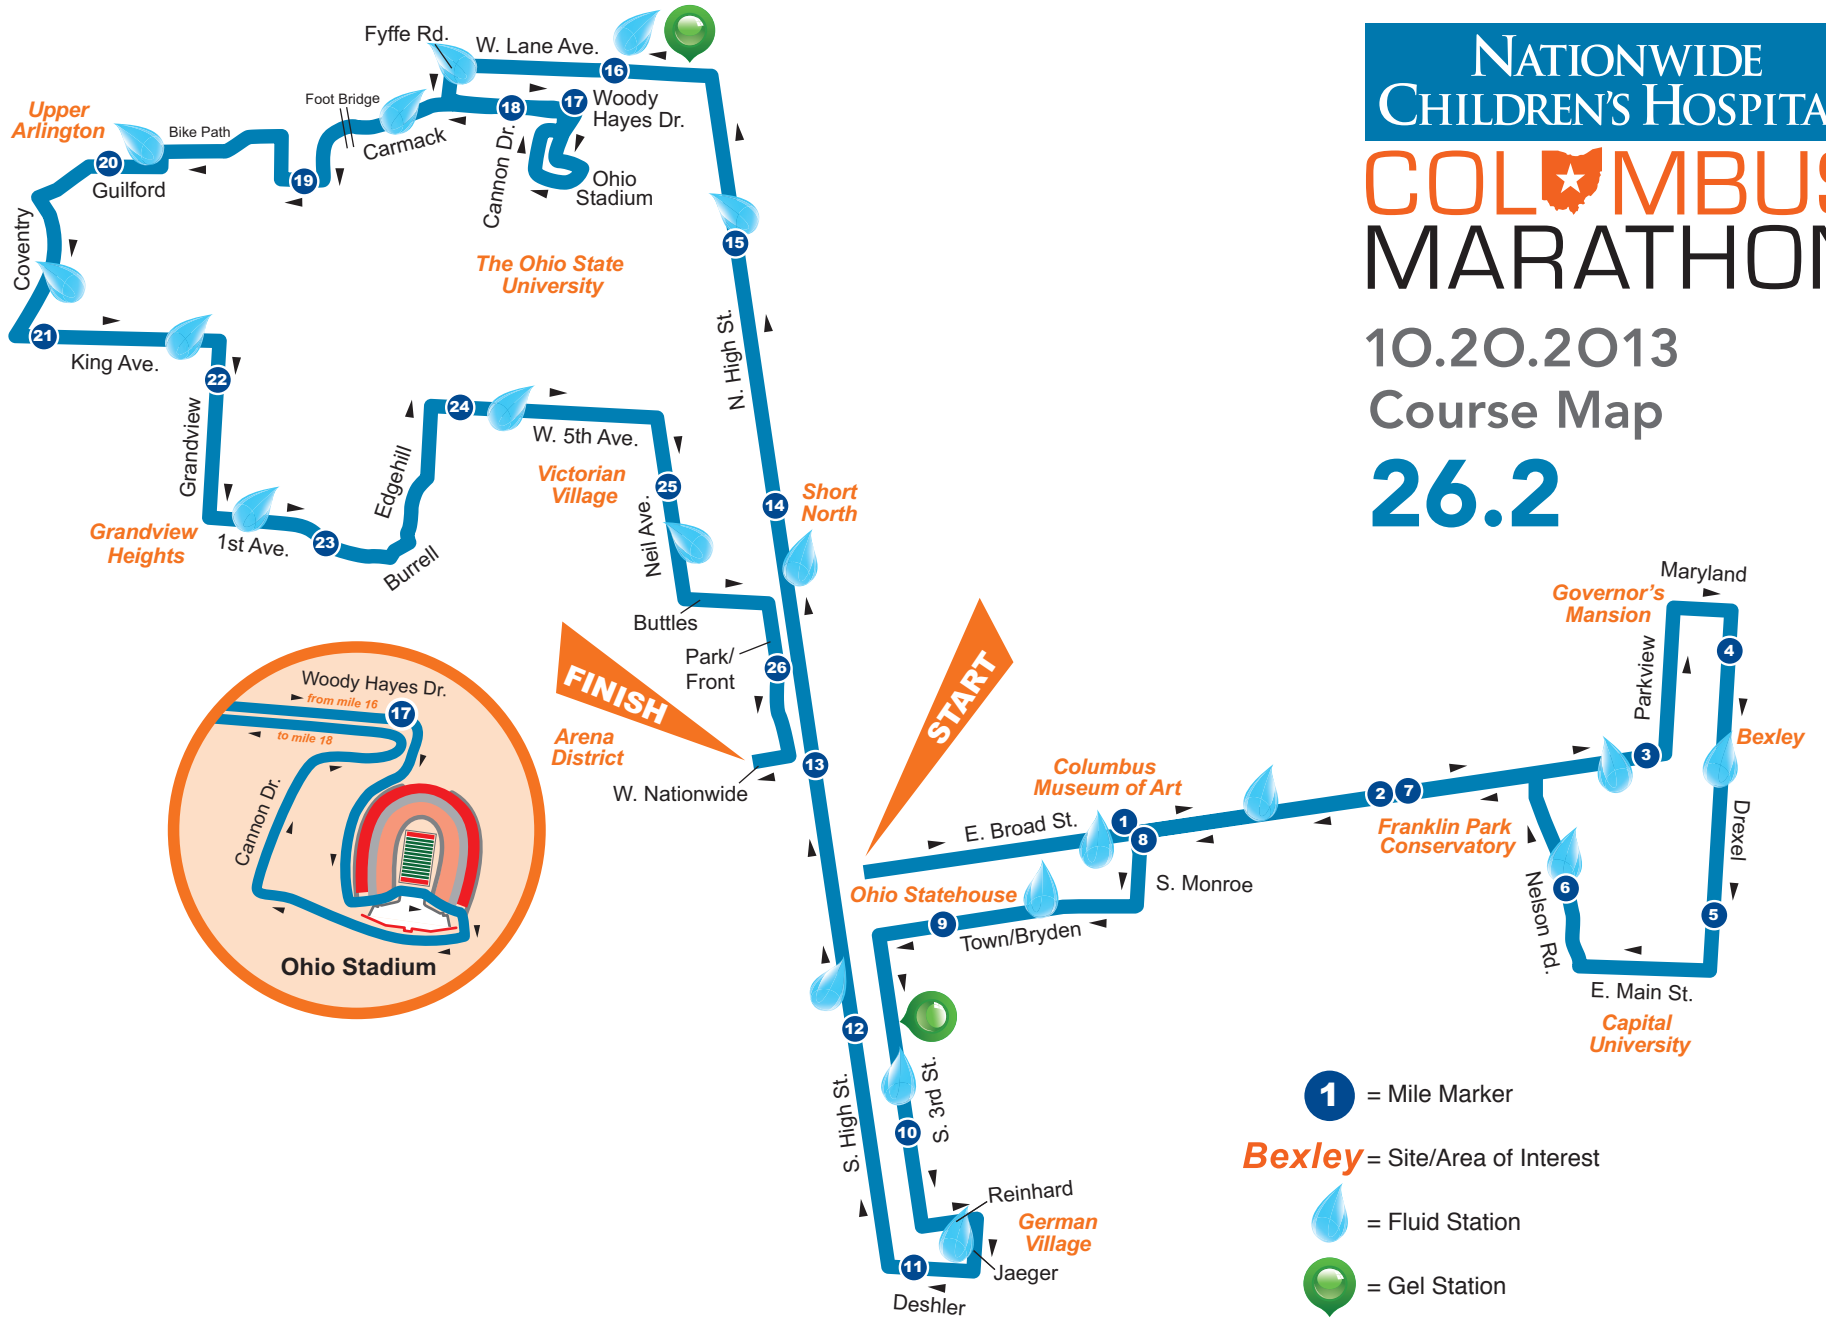 NATIONWIDE
CHILDREN'S HOSPITA
COLUMBUS
MARATHON
10.20.2013
Course Map
26.2
Fyffe Rd.
W. Lane Ave.
16
Foot Bridge
18
17
Woody
Hayes Dr.
Upper
Arlington
Bike Path
Carmack
Cannon Dr.
20
Guilford
19
Ohio
Stadium
15
Coventry
The Ohio State
University
21
King Ave.
22
N. High St.
Grandview
24
W. 5th Ave.
Edgehill
Victorian
Village
25
14
Short
North
Grandview
Heights
1st Ave.
23
Burrell
Neil Ave.
Buttles
Park/
Front
26
FINISH
START
Arena
District
13
W. Nationwide
Woody Hayes Dr.
from mile 16
17
to mile 18
Cannon Dr.
Ohio Stadium
Maryland
Governor's
Mansion
4
Parkview
3
Bexley
Columbus
Museum of Art
E. Broad St.
1
8
2
7
Franklin Park
Conservatory
Drexel
Ohio Statehouse
S. Monroe
6
Nelson Rd.
5
9
Town/Bryden
E. Main St.
Capital
University
12
S. High St.
10
S. 3rd St.
Reinhard
German
Village
11
Jaeger
Deshler
1 = Mile Marker
Bexley = Site/Area of Interest
= Fluid Station
= Gel Station